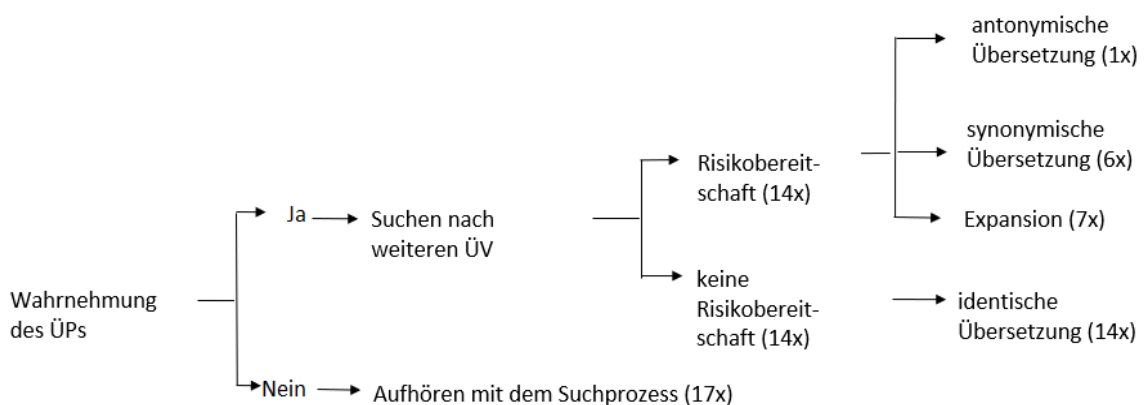 Wahrnehmung
des ÜPs
Ja
Suchen nach
weiteren ÜV
Risikobereit-
schaft (14x)
antonymische
Übersetzung (1x)
synonymische
Übersetzung (6x)
Expansion (7x)
keine
Risikobereit-
schaft (14x)
identische
Übersetzung (14x)
Nein
Aufhören mit dem Suchprozess (17x)